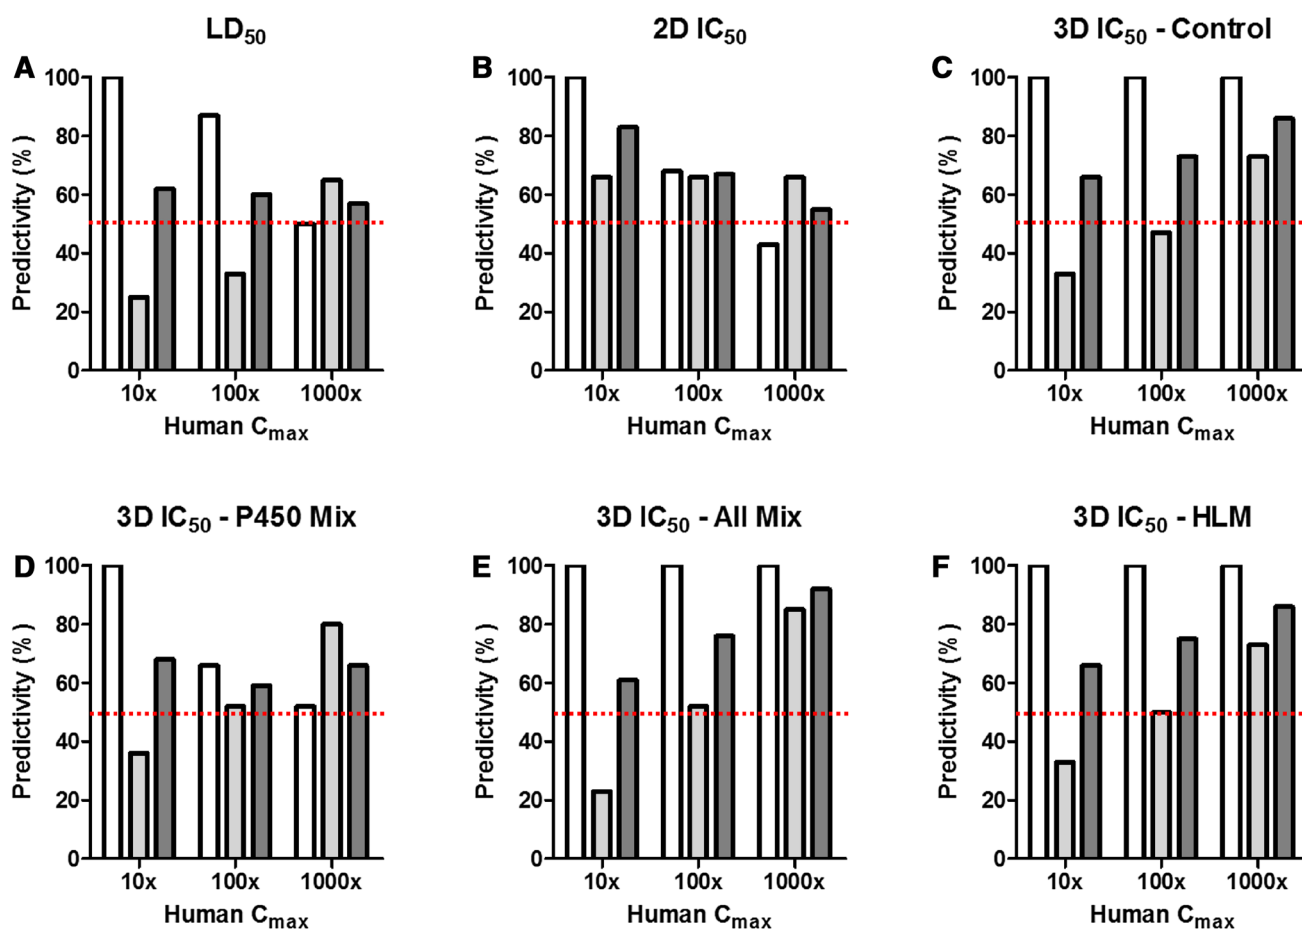 LD50
A
100
80
60
40
20
0
Predictivity (%)
10x 100x 1000x
Human Cmax
2D IC50
B
100
80
60
40
20
0
Predictivity (%)
10x 100x 1000x
Human Cmax
3D IC50 - Control
C
100
80
60
40
20
0
Predictivity (%)
10x 100x 1000x
Human Cmax
3D IC50 - P450 Mix
D
100
80
60
40
20
0
Predictivity (%)
10x 100x 1000x
Human Cmax
3D IC50 - All Mix
E
100
80
60
40
20
0
Predictivity (%)
10x 100x 1000x
Human Cmax
3D IC50 - HLM
F
100
80
60
40
20
0
Predictivity (%)
10x 100x 1000x
Human Cmax